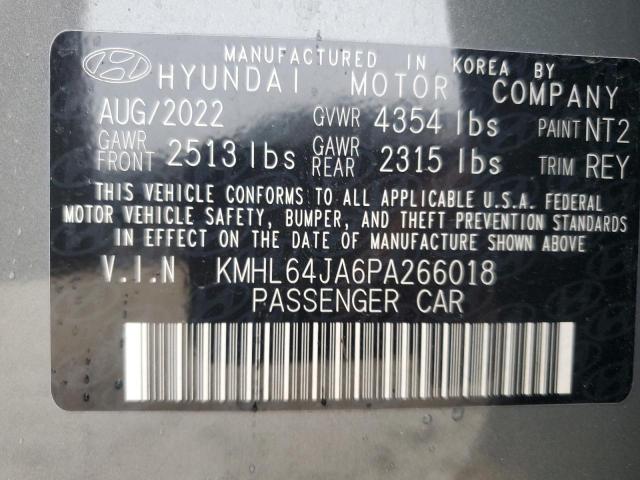 MANUFACTURED IN KOREA BY
HYUNDAI MOTOR COMPANY
AUG/2022 GVWR 4354 lbs PAINT NT2
GAWR FRONT 2513 lbs GAWR REAR 2315 lbs TRIM REY
THIS VEHICLE CONFORMS TO ALL APPLICABLE U.S.A. FEDERAL
MOTOR VEHICLE SAFETY, BUMPER, AND THEFT PREVENTION STANDARDS
IN EFFECT ON THE DATE OF MANUFACTURE SHOWN ABOVE
V.I.N KMHL64JA6PA266018
PASSENGER CAR